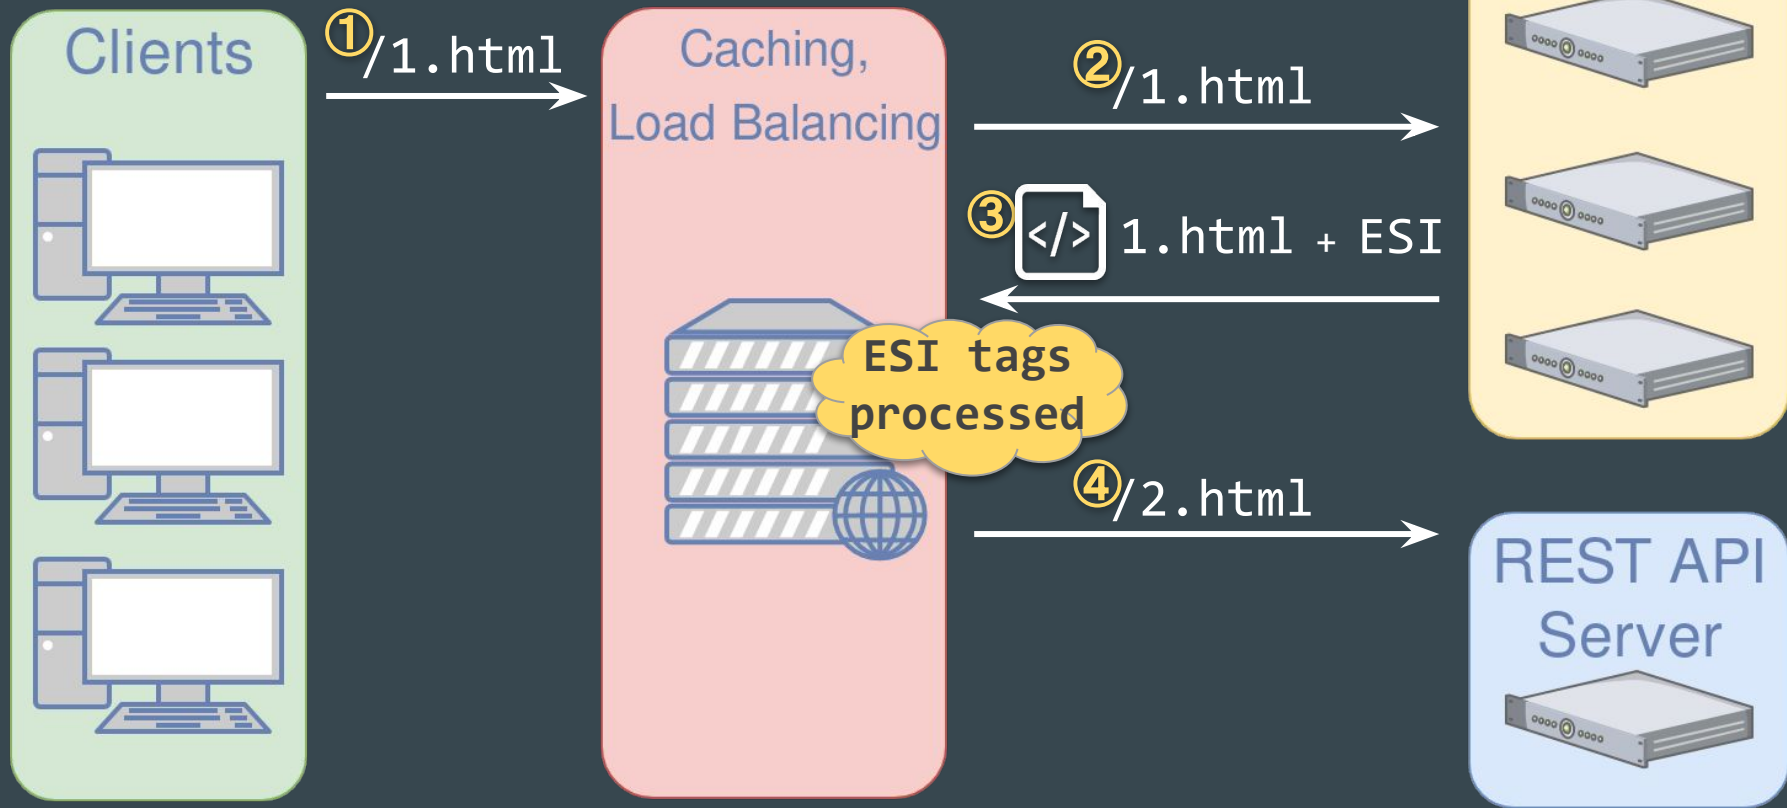 Clients
① /1.html
Caching,
Load Balancing
② /1.html
③ </> 1.html + ESI
ESI tags
processed
④ /2.html
REST API
Server